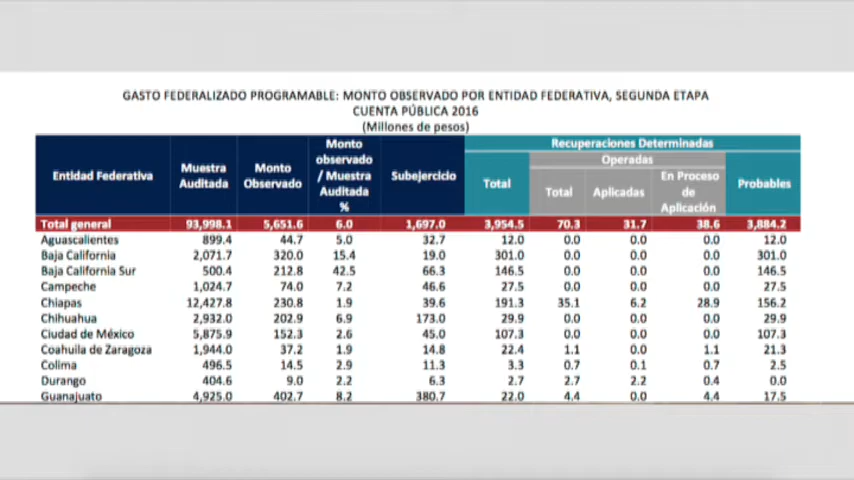 GASTO FEDERALIZADO PROGRAMABLE: MONTO OBSERVADO POR ENTIDAD FEDERATIVA, SEGUNDA ETAPA
CUENTA PÚBLICA 2016
(Millones de pesos)
Entidad Federativa Muestra Auditada Monto Observado Monto observado / Muestra Auditada % Subejercicio Recuperaciones Determinadas
Total Operadas Probables
Total Aplicadas En Proceso de Aplicación
Total general 93,998.1 5,651.6 6.0 1,697.0 3,954.5 70.3 31.7 38.6 3,884.2
Aguascalientes 899.4 44.7 5.0 32.7 12.0 0.0 0.0 0.0 12.0
Baja California 2,071.7 320.0 15.4 19.0 301.0 0.0 0.0 0.0 301.0
Baja California Sur 500.4 212.8 42.5 66.3 146.5 0.0 0.0 0.0 146.5
Campeche 1,024.7 74.0 7.2 46.6 27.5 0.0 0.0 0.0 27.5
Chiapas 12,427.8 230.8 1.9 39.6 191.3 35.1 6.2 28.9 156.2
Chihuahua 2,932.0 202.9 6.9 173.0 29.9 0.0 0.0 0.0 29.9
Ciudad de México 5,875.9 152.3 2.6 45.0 107.3 0.0 0.0 0.0 107.3
Coahuila de Zaragoza 1,944.0 37.2 1.9 14.8 22.4 1.1 0.0 1.1 21.3
Colima 496.5 14.5 2.9 11.3 3.3 0.7 0.1 0.7 2.5
Durango 404.6 9.0 2.2 6.3 2.7 2.7 2.2 0.4 0.0
Guanajuato 4,925.0 402.7 8.2 380.7 22.0 4.4 0.0 4.4 17.5